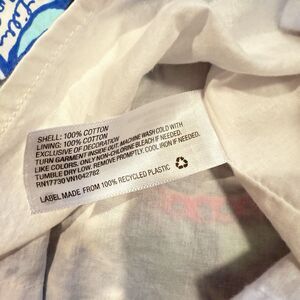 SHELL: 100% COTTON
LINING: 100% COTTON
EXCLUSIVE OF DECORATION
TURN GARMENT INSIDE OUT. MACHINE WASH COLD WITH
LIKE COLORS, ONLY NON-CHLORINE BLEACH IF NEEDED.
TUMBLE DRY LOW. REMOVE PROMPTLY. COOL IRON IF NEEDED.
RN17730 VN1042762
LABEL MADE FROM 100% RECYCLED PLASTIC